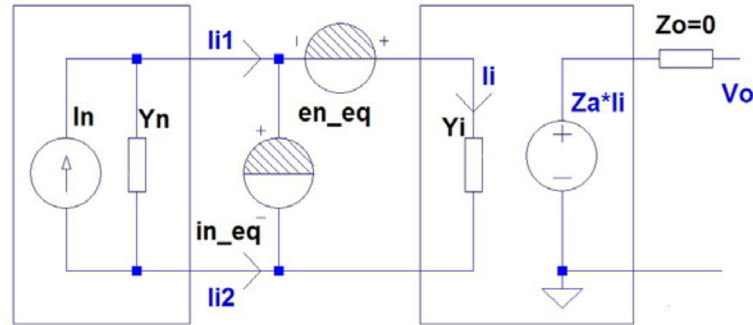 Zo=0
Ii1
Ii
Vo
In
Yn
en_eq
Yi
Za*Ii
in_eq
Ii2